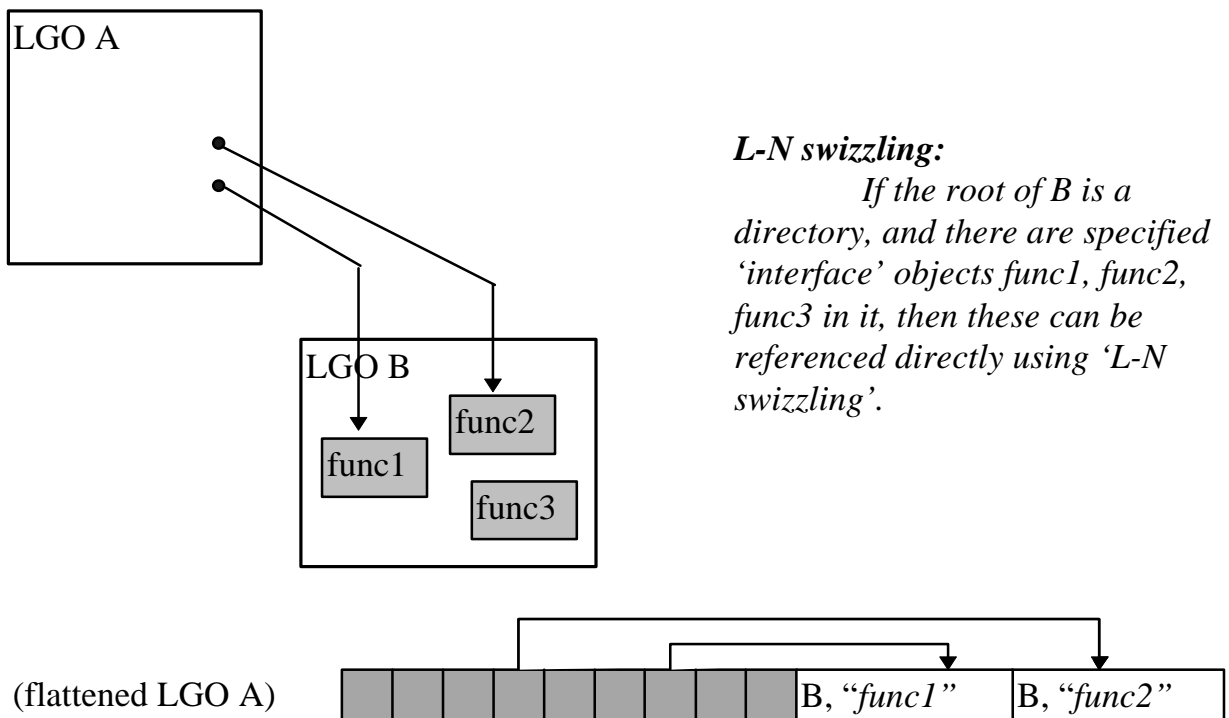 LGO A
L-N swizzling:
If the root of B is a
directory, and there are specified
‘interface’ objects func1, func2,
func3 in it, then these can be
referenced directly using ‘L-N
swizzling’.
LGO B
func2
func1
func3
(flattened LGO A)
B, “func1”
B, “func2”